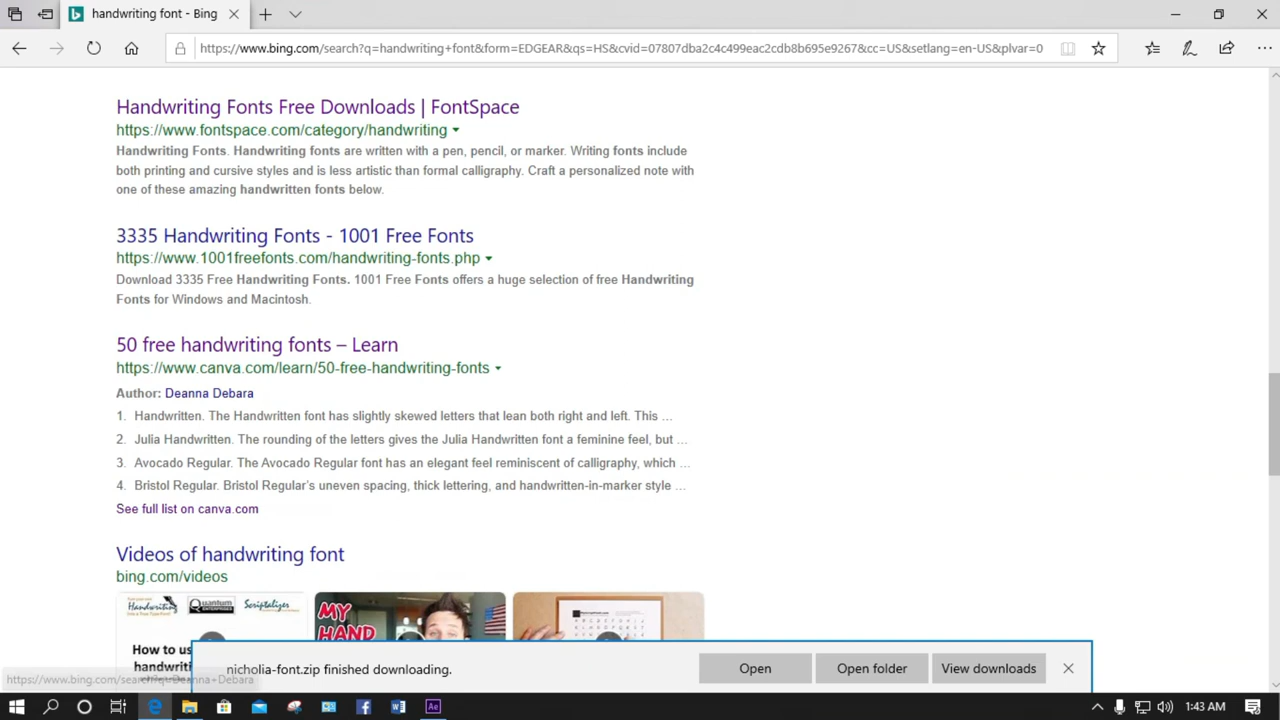 handwriting font - Bing
https://www.bing.com/search?q=handwriting+font&form=EDGEAR&qs=HS&cvid=07807dba2c4c499eac2cdb8b695e9267&cc=US&setlang=en-US&plvar=0
Handwriting Fonts Free Downloads | FontSpace
https://www.fontspace.com/category/handwriting
Handwriting Fonts. Handwriting fonts are written with a pen, pencil, or marker. Writing fonts include
both printing and cursive styles and is less artistic than formal calligraphy. Craft a personalized note with
one of these amazing handwritten fonts below.
3335 Handwriting Fonts - 1001 Free Fonts
https://www.1001freefonts.com/handwriting-fonts.php
Download 3335 Free Handwriting Fonts. 1001 Free Fonts offers a huge selection of free Handwriting
Fonts for Windows and Macintosh.
50 free handwriting fonts – Learn
https://www.canva.com/learn/50-free-handwriting-fonts
Author: Deanna Debara
1. Handwritten. The Handwritten font has slightly skewed letters that lean both right and left. This ...
2. Julia Handwritten. The rounding of the letters gives the Julia Handwritten font a feminine feel, but ...
3. Avocado Regular. The Avocado Regular font has an elegant feel reminiscent of calligraphy, which ...
4. Bristol Regular. Bristol Regular's uneven spacing, thick lettering, and handwritten-in-marker style ...
See full list on canva.com
Videos of handwriting font
bing.com/videos
Handwriting
Quantum
ENTERPRISES
Scriptalizer
How to us
handwriti
MY
HAND
nicholia-font.zip finished downloading.
Open
Open folder
View downloads
https://www.bing.com/search?q=Deanna+Debara
W
Ae
1:43 AM